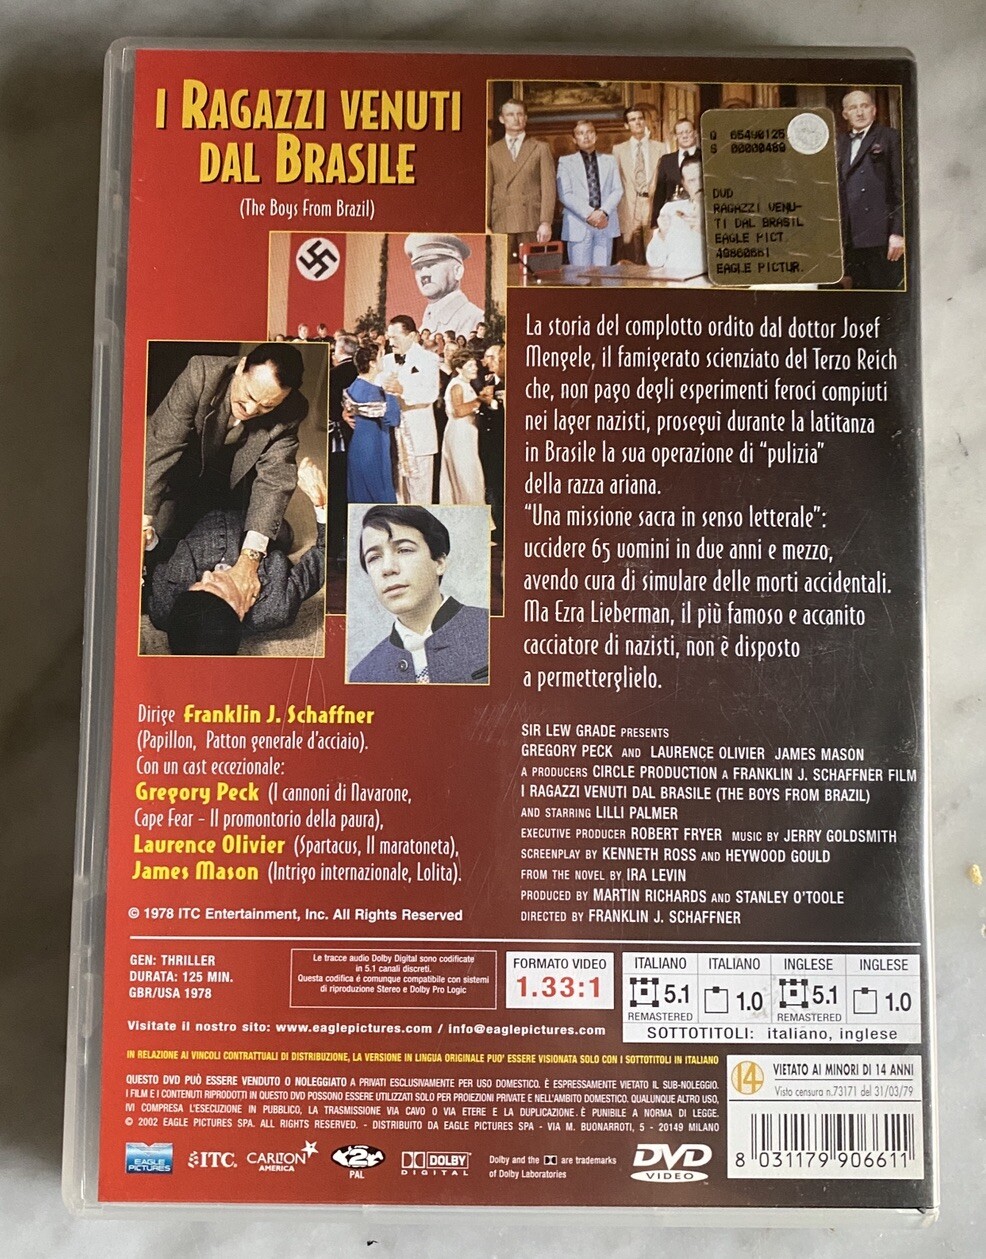 I RAGAZZI VENUTI
DAL BRASILE
(The Boys From Brazil)
DVD
RAGAZZI VENU-
TI DAL BRASIL
EAGLE PICT.
EAGLE PICTUR.
La storia del complotto ordito dal dottor Josef
Mengele, il famigerato scienziato del Terzo Reich
che, non pago degli esperimenti feroci compiuti
nei lager nazisti, proseguì durante la latitanza
in Brasile la sua operazione di “pulizia”
della razza ariana.
“Una missione sacra in senso letterale”:
uccidere 65 uomini in due anni e mezzo,
avendo cura di simulare delle morti accidentali.
Ma Ezra Lieberman, il più famoso e accanito
cacciatore di nazisti, non è disposto
a permetterglielo.
Dirige Franklin J. Schaffner
(Papillon, Patton generale d'acciaio).
Con un cast eccezionale:
Gregory Peck (I cannoni di Navarone,
Cape Fear - Il promontorio della paura),
Laurence Olivier (Spartacus, Il maratoneta),
James Mason (Intrigo internazionale, Lolita).
© 1978 ITC Entertainment, Inc. All Rights Reserved
SIR LEW GRADE PRESENTS
GREGORY PECK AND LAURENCE OLIVIER JAMES MASON
A PRODUCERS CIRCLE PRODUCTION A FRANKLIN J. SCHAFFNER FILM
I RAGAZZI VENUTI DAL BRASILE (THE BOYS FROM BRAZIL)
AND STARRING LILLI PALMER
EXECUTIVE PRODUCER ROBERT FRYER MUSIC BY JERRY GOLDSMITH
SCREENPLAY BY KENNETH ROSS AND HEYWOOD GOULD
FROM THE NOVEL BY IRA LEVIN
PRODUCED BY MARTIN RICHARDS AND STANLEY O'TOOLE
DIRECTED BY FRANKLIN J. SCHAFFNER
GEN: THRILLER
DURATA: 125 MIN.
GBR/USA 1978
Le tracce audio Dolby Digital sono codificate
in 5.1 canali discreti.
Questa codifica è comunque compatibile con sistemi
di riproduzione Stereo e Dolby Pro Logic
FORMATO VIDEO
1.33:1
ITALIANO ITALIANO INGLESE INGLESE
5.1 1.0 5.1 1.0
REMASTERED REMASTERED
SOTTOTITOLI: italiano, inglese
Visitate il nostro sito: www.eaglepictures.com / info@eaglepictures.com
IN RELAZIONE AI VINCOLI CONTRATTUALI DI DISTRIBUZIONE, LA VERSIONE IN LINGUA ORIGINALE PUO' ESSERE VISIONATA SOLO CON I SOTTOTITOLI IN ITALIANO
QUESTO DVD PUÒ ESSERE VENDUTO O NOLEGGIATO A PRIVATI ESCLUSIVAMENTE PER USO DOMESTICO. È ESPRESSAMENTE VIETATO IL SUB-NOLEGGIO.
I FILM E I CONTENUTI RIPRODOTTI IN QUESTO DVD POSSONO ESSERE UTILIZZATI SOLO PER PROIEZIONI PRIVATE E NELL'AMBITO DOMESTICO. QUALUNQUE ALTRO USO,
IVI COMPRESA L'ESECUZIONE IN PUBBLICO, LA TRASMISSIONE VIA CAVO O VIA ETERE E LA DUPLICAZIONE, È PUNIBILE A NORMA DI LEGGE.
© 2002 EAGLE PICTURES SPA. ALL RIGHTS RESERVED. - DISTRIBUITO DA EAGLE PICTURES SPA - VIA M. BUONARROTI, 5 - 20149 MILANO
14 VIETATO AI MINORI DI 14 ANNI
Visto censura n.73171 del 31/03/79
8 031179 906611
EAGLE
PICTURES
ITC.
CARLTON
AMERICA
2
PAL
DOLBY
DIGITAL
Dolby and the are trademarks
of Dolby Laboratories
DVD
VIDEO